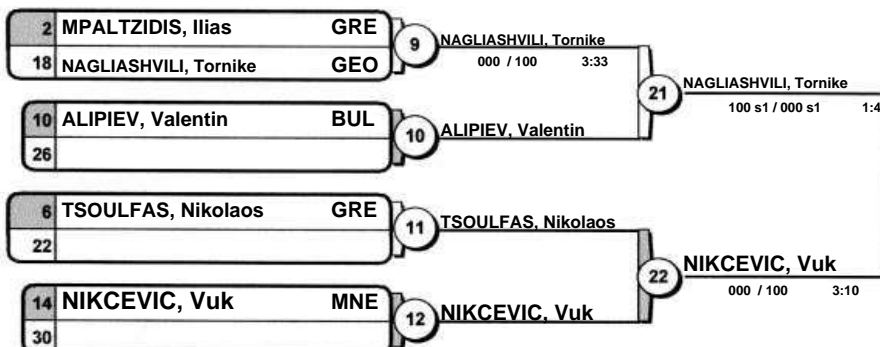 2 MPALTZIDIS, Ilias GRE
18 NAGLIASHVILI, Tornike GEO
9
NAGLIASHVILI, Tornike
000 / 100 3:33
10 ALIPIEV, Valentin BUL
26
10
ALIPIEV, Valentin
21
NAGLIASHVILI, Tornike
100 s1 / 000 s1 1:4
6 TSOULFAS, Nikolaos GRE
22
11
TSOULFAS, Nikolaos
14 NIKCEVIC, Vuk MNE
30
12
NIKCEVIC, Vuk
22
NIKCEVIC, Vuk
000 / 100 3:10